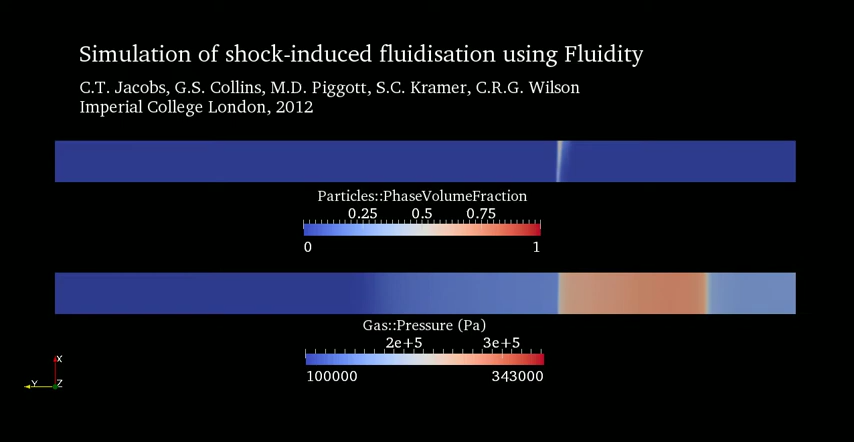 Simulation of shock-induced fluidisation using Fluidity
C.T. Jacobs, G.S. Collins, M.D. Piggott, S.C. Kramer, C.R.G. Wilson
Imperial College London, 2012
Particles::PhaseVolumeFraction
0.25 0.5 0.75
0 1
Gas::Pressure (Pa)
2e+5 3e+5
100000 343000
X
Y Z